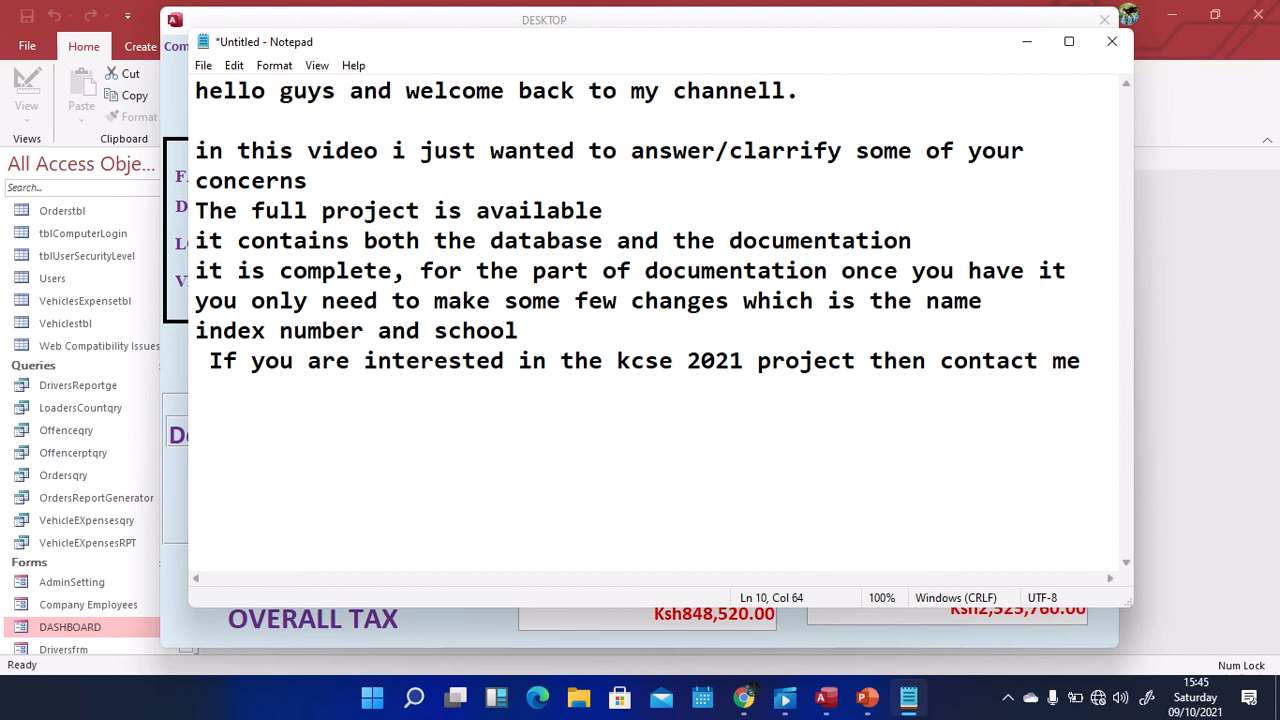 DESKTOP
*Untitled - Notepad
File Home Create Com
File Edit Format View Help
View
Views
Paste
Cut
Copy
Format
Clipboard
hello guys and welcome back to my channell.
in this video i just wanted to answer/clarrify some of your
concerns
The full project is available
it contains both the database and the documentation
it is complete, for the part of documentation once you have it
you only need to make some few changes which is the name
index number and school
If you are interested in the kcse 2021 project then contact me
All Access Obje...
Search...
Orderstbl
tblComputerLogin
tblUserSecurityLevel
Users
VehiclesExpensetbl
Vehiclestbl
Web Compatibility Issues
Queries
DriversReportge
LoadersCountqry
Offenceqry
Offencerptqry
Ordersqry
OrdersReportGenerator
VehicleEXpensesqry
VehicleEXpensesRPT
Forms
AdminSetting
Company Employees
DASHBOARD
Driversfrm
Ln 10, Col 64 100% Windows (CRLF) UTF-8
OVERALL TAX Ksh848,520.00 Ksh2,525,760.00
Ready Num Lock
15:45
Saturday
09/10/2021